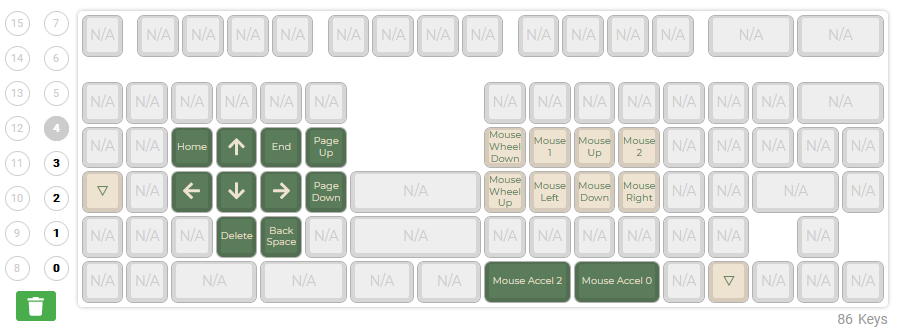 15 7 N/A N/A N/A N/A N/A N/A N/A N/A N/A N/A N/A N/A N/A N/A N/A
14 6
13 5 N/A N/A N/A N/A N/A N/A N/A N/A N/A N/A N/A N/A N/A N/A
12 4 N/A N/A Home ↑ End Page Up Mouse Wheel Down Mouse 1 Mouse Up Mouse 2 N/A N/A N/A N/A N/A
11 3
10 2 ▽ N/A ← ↓ → Page Down N/A Mouse Wheel Up Mouse Left Mouse Down Mouse Right N/A N/A N/A N/A
9 1 N/A N/A N/A Delete Back Space N/A N/A N/A N/A N/A N/A N/A N/A N/A
8 0 N/A N/A N/A N/A N/A N/A Mouse Accel 2 Mouse Accel 0 N/A ▽ N/A N/A N/A
86 Keys